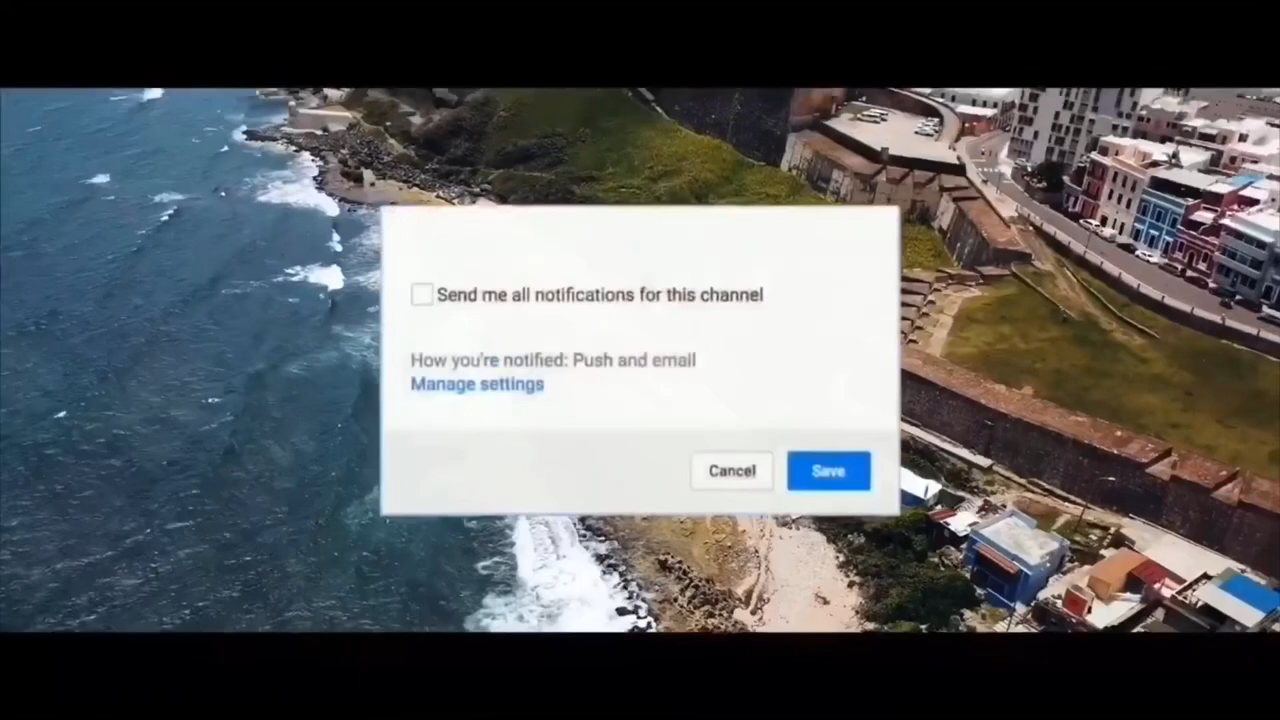 Send me all notifications for this channel
How you're notified: Push and email
Manage settings
Cancel
Save